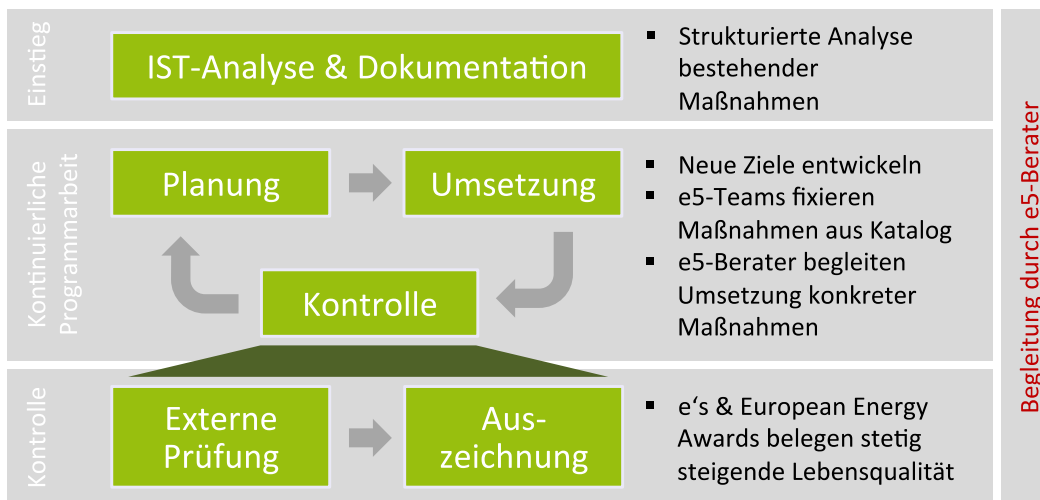 Einstieg
IST-Analyse & Dokumentation
▪ Strukturierte Analyse
bestehender
Maßnahmen
Kontinuierliche
Programmarbeit
Planung
Umsetzung
Kontrolle
▪ Neue Ziele entwickeln
▪ e5-Teams fixieren
Maßnahmen aus Katalog
▪ e5-Berater begleiten
Umsetzung konkreter
Maßnahmen
Kontrolle
Externe
Prüfung
Aus-
zeichnung
▪ e‘s & European Energy
Awards belegen stetig
steigende Lebensqualität
Begleitung durch e5-Berater